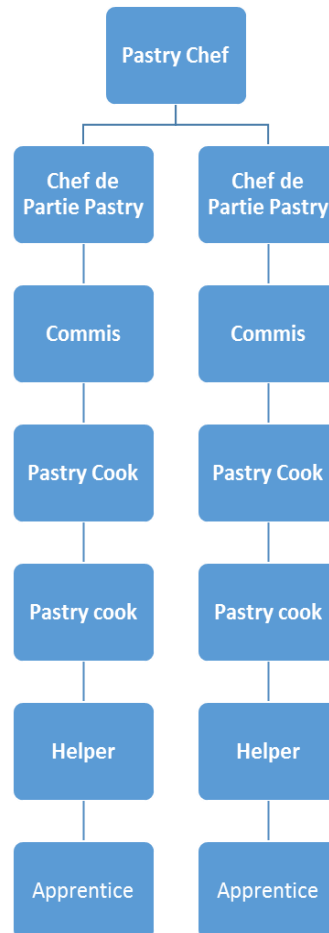 Pastry Chef
Chef de
Partie Pastry
Chef de
Partie Pastry
Commis
Commis
Pastry Cook
Pastry Cook
Pastry cook
Pastry cook
Helper
Helper
Apprentice
Apprentice